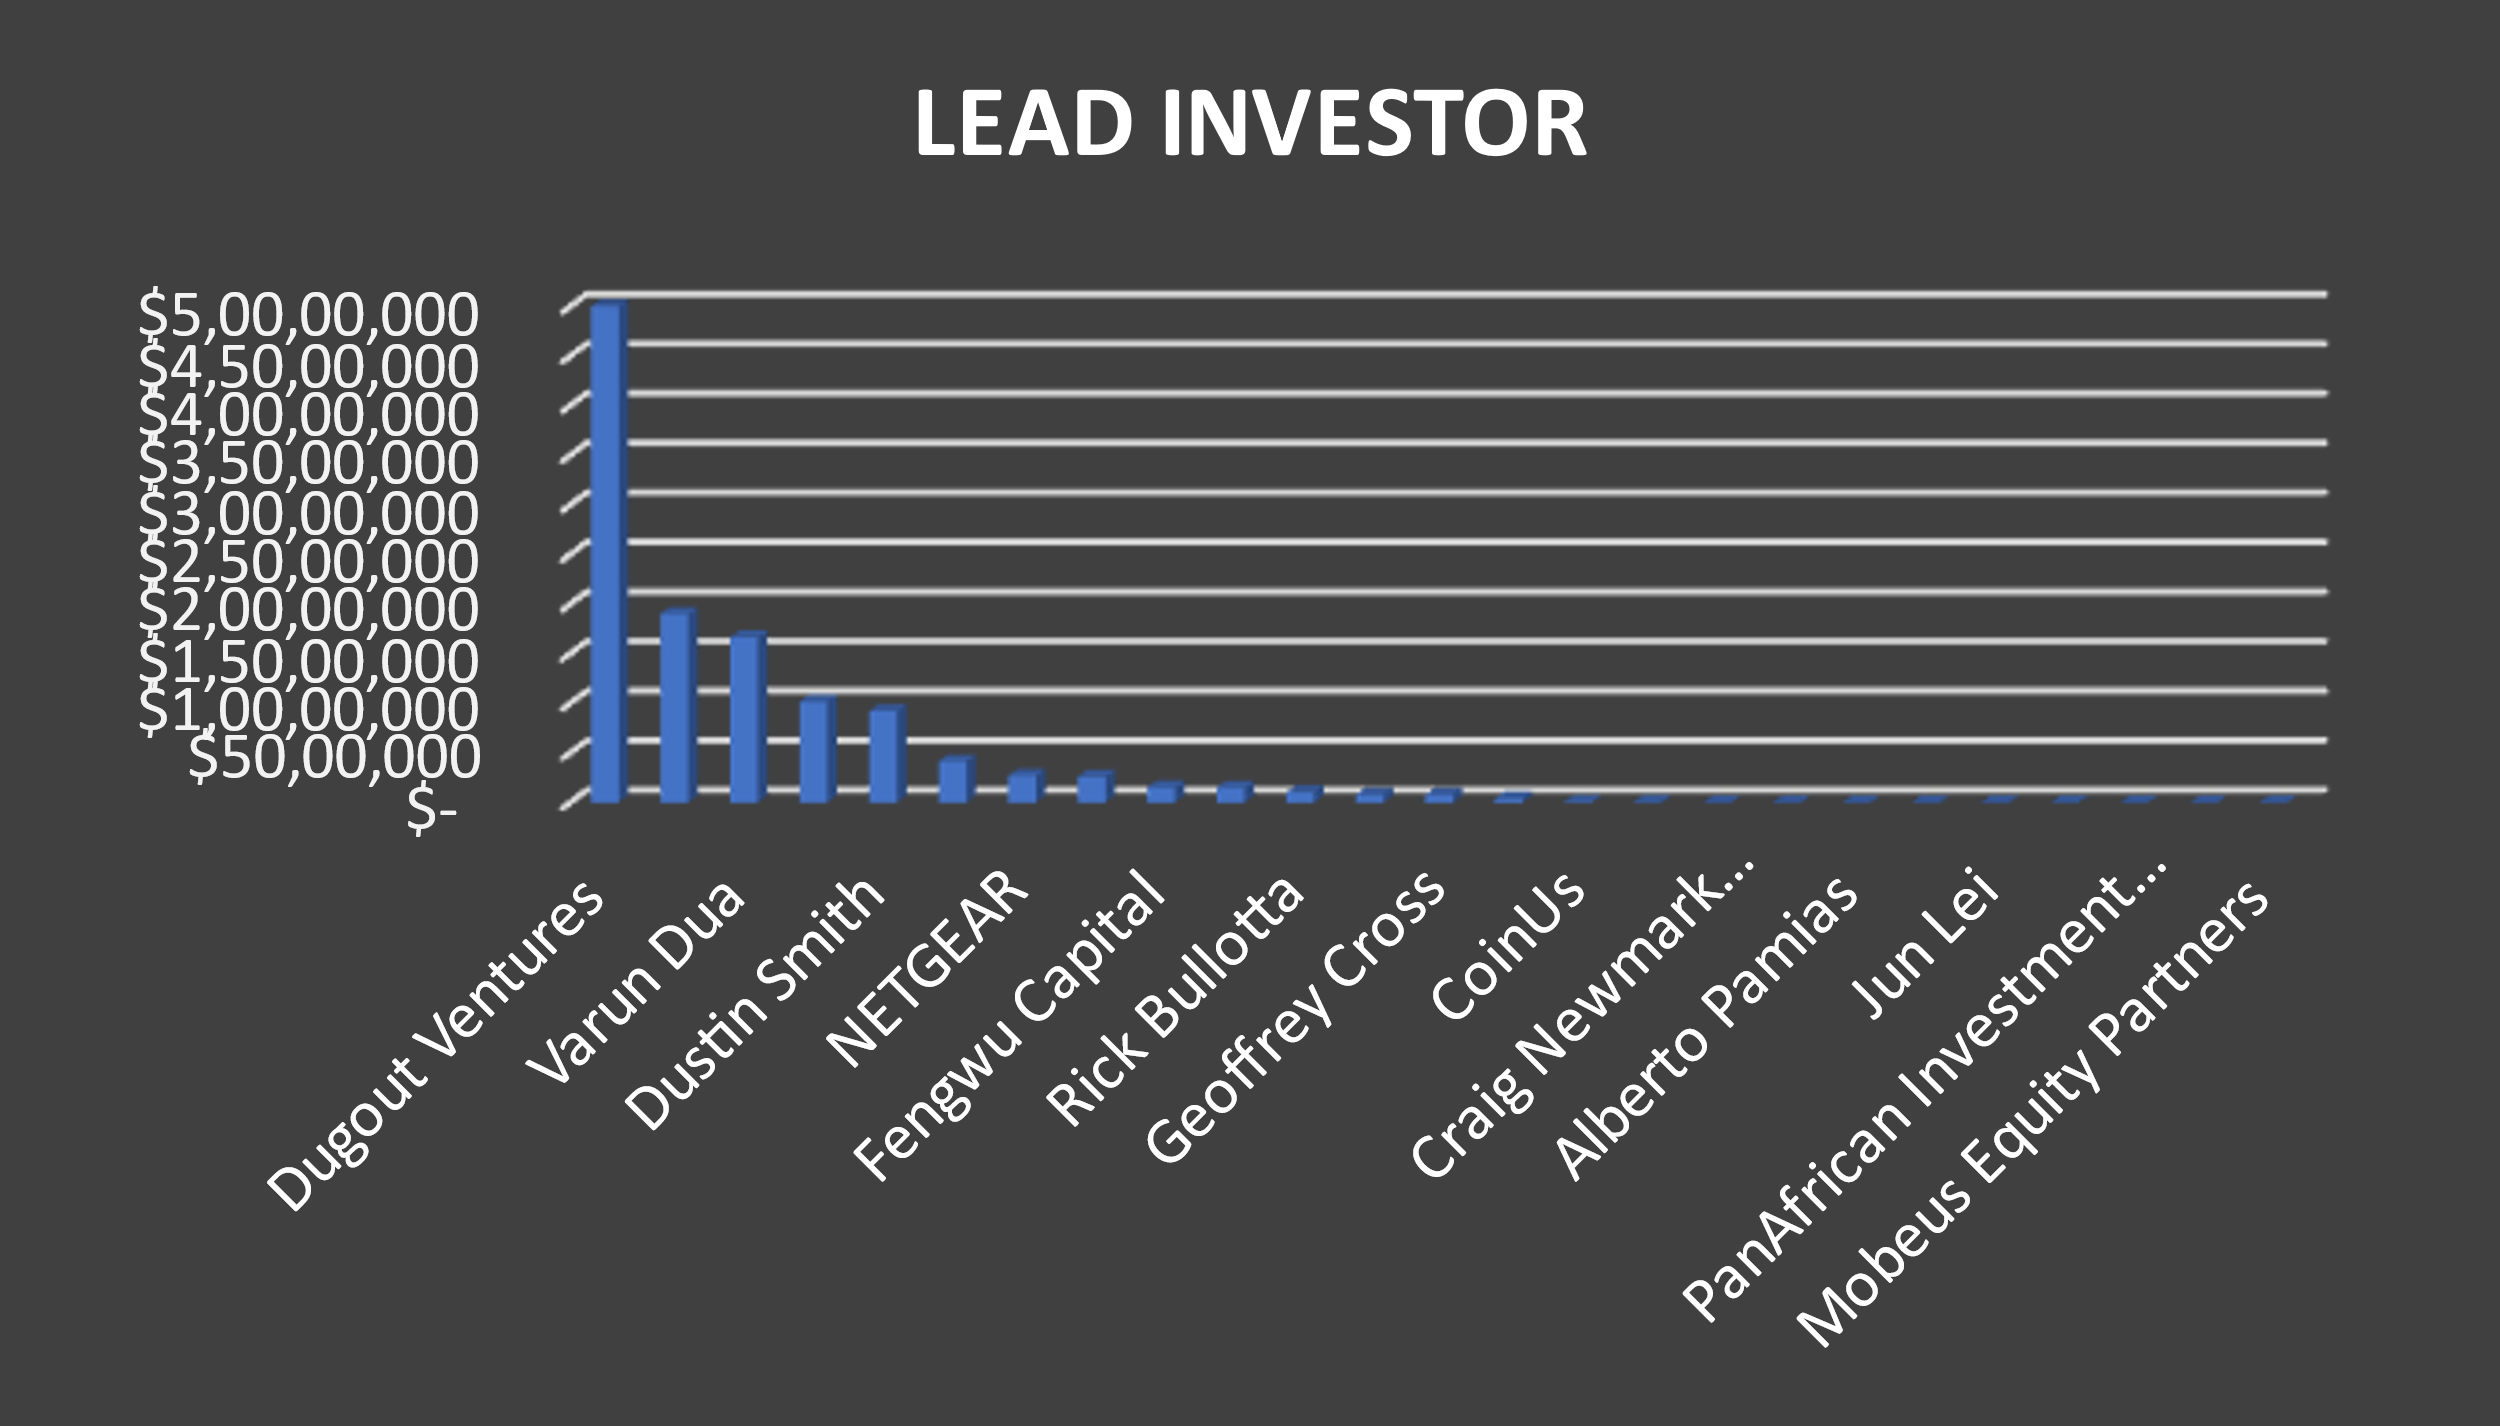 LEAD INVESTOR
$5,00,00,000
$4,50,00,000
$4,00,00,000
$3,50,00,000
$3,00,00,000
$2,50,00,000
$2,00,00,000
$1,50,00,000
$1,00,00,000
$50,00,000
$-
Dugout Ventures
Varun Dua
Dustin Smith
NETGEAR
Fengwu Capital
Rick Bullotta
Geoffrey Cross
CoinUs
Craig Newmark...
Alberto Pamias
Jun Lei
PanAfrican Investment...
Mobeus Equity Partners